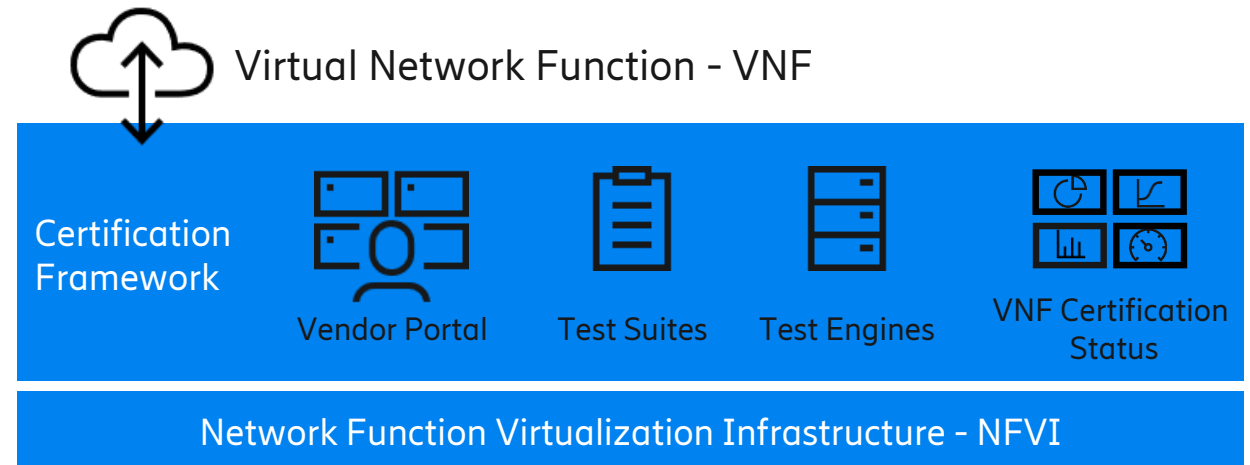 Virtual Network Function - VNF
Certification
Framework
Vendor Portal
Test Suites
Test Engines
VNF Certification
Status
Network Function Virtualization Infrastructure - NFVI